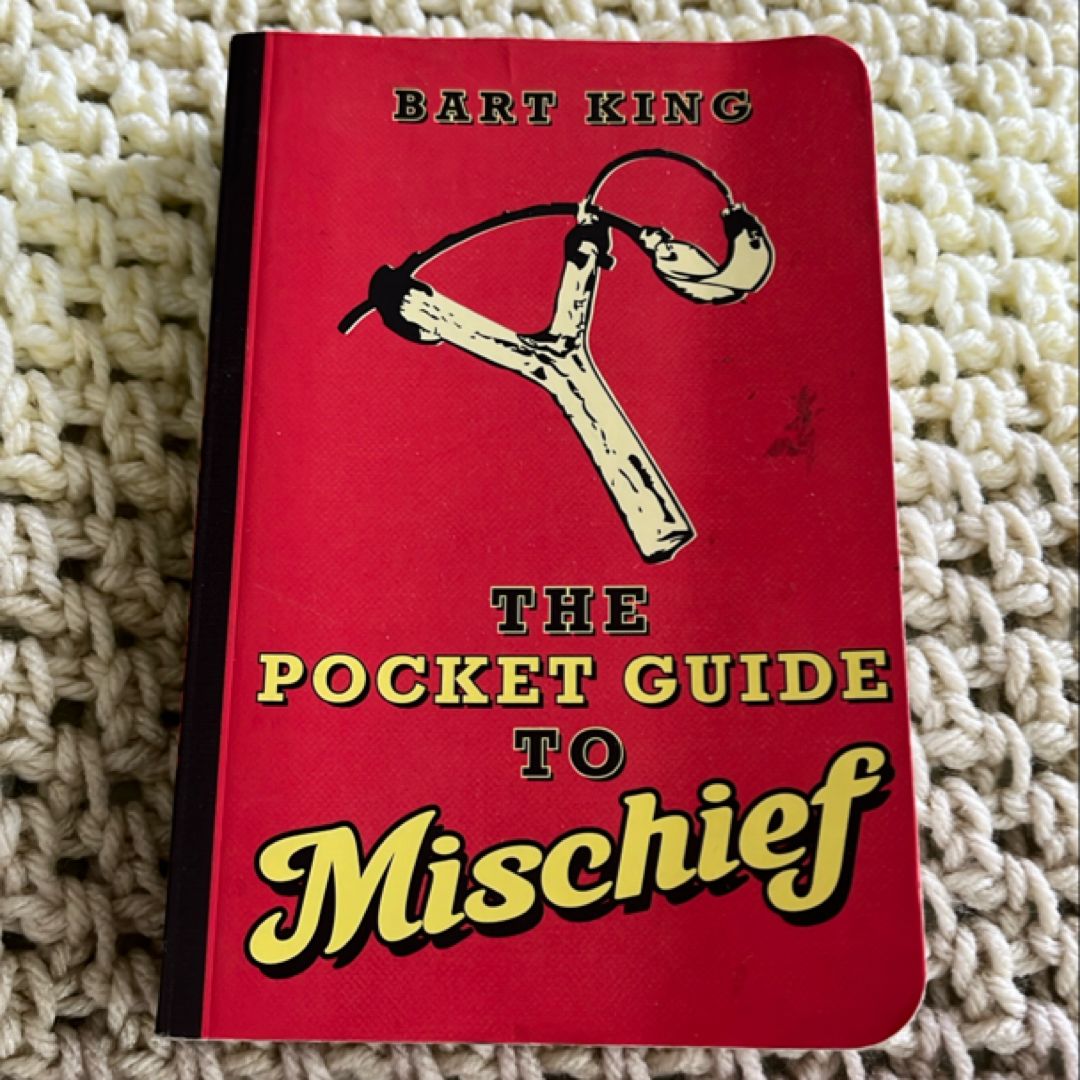 BART KING
THE
POCKET GUIDE
TO
Mischief